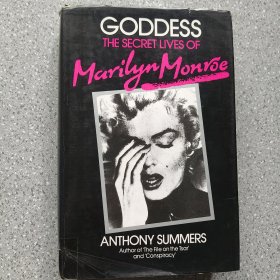 GODDESS
THE SECRET LIVES OF
Marilyn Monroe
ANTHONY SUMMERS
Author of 'The File on the Tsar'
and 'Conspiracy'